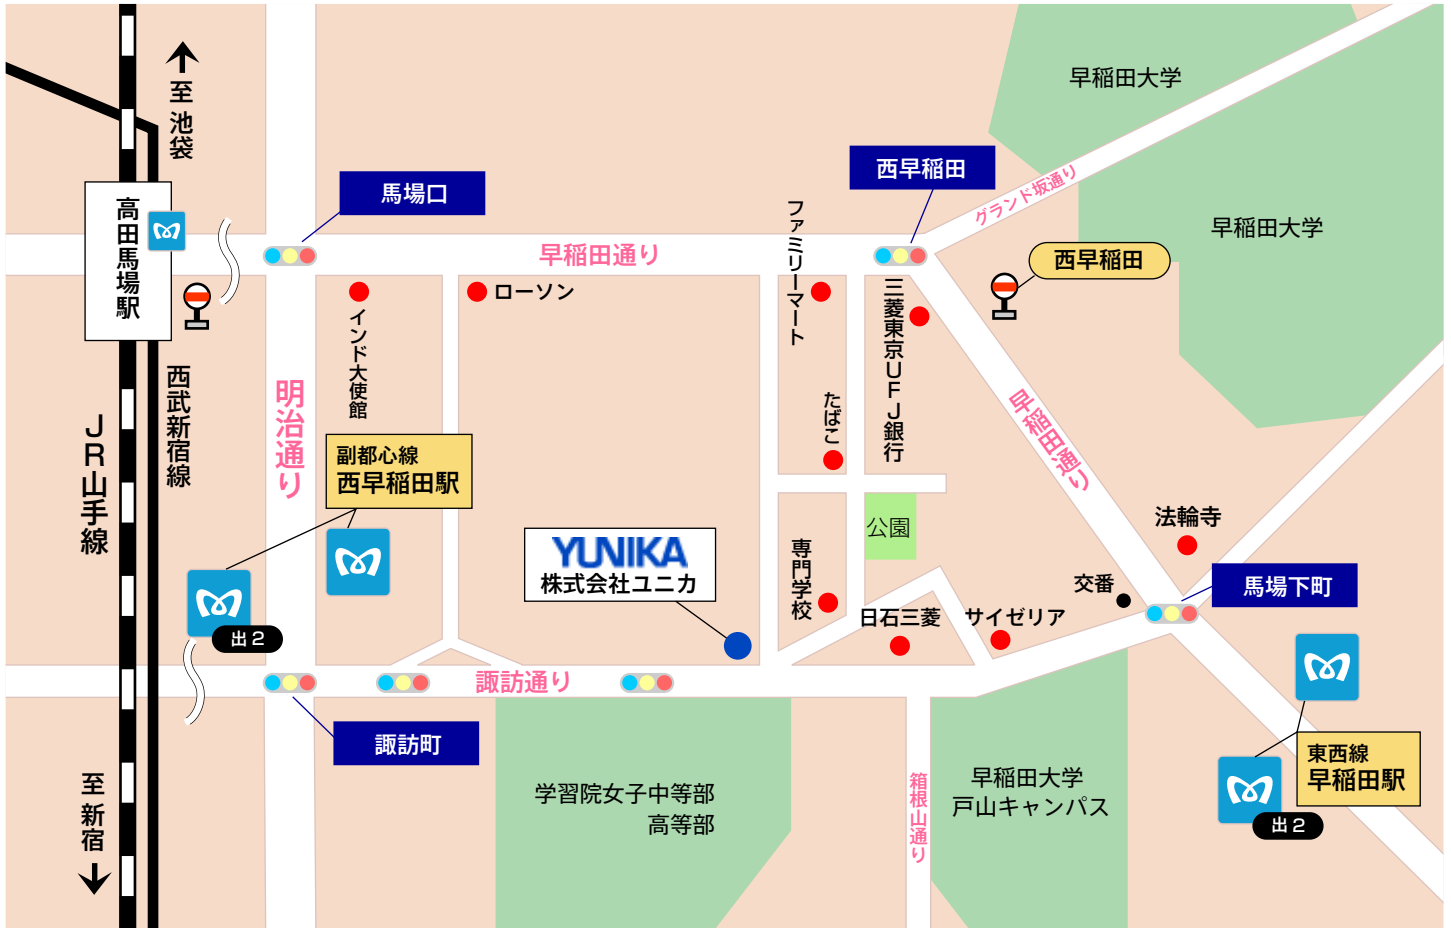 至 池袋
高田馬場駅
西武新宿線
JR山手線
至 新宿
馬場口
西早稲田
早稲田通り
グランド坂通り
早稲田大学
早稲田大学
西早稲田
ファミリーマート
三菱東京UFJ銀行
ローソン
インド大使館
明治通り
たばこ
早稲田通り
副都心線
西早稲田駅
出2
YUNIKA
株式会社ユニカ
専門学校
公園
日石三菱
サイゼリア
交番
法輪寺
馬場下町
諏訪通り
諏訪町
学習院女子中等部
高等部
箱根山通り
早稲田大学
戸山キャンパス
東西線
早稲田駅
出2